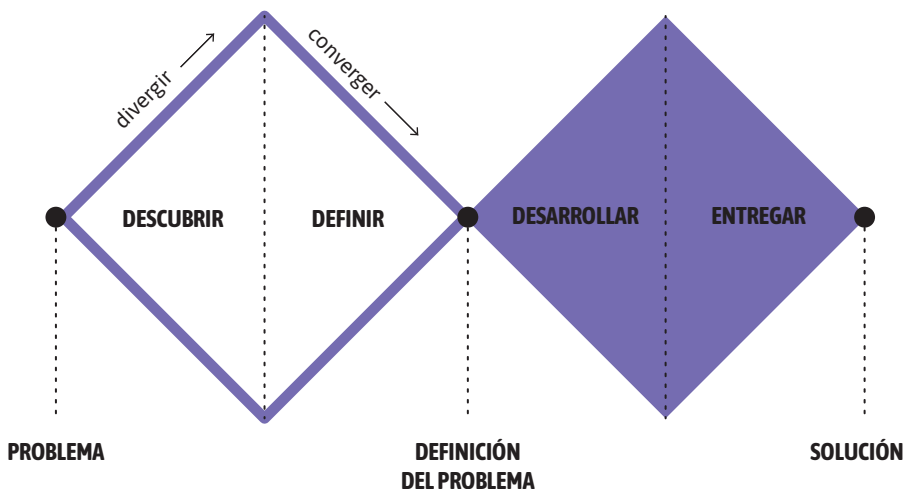 divergir
converger
DESCUBRIR
DEFINIR
DESARROLLAR
ENTREGAR
PROBLEMA
DEFINICIÓN
DEL PROBLEMA
SOLUCIÓN